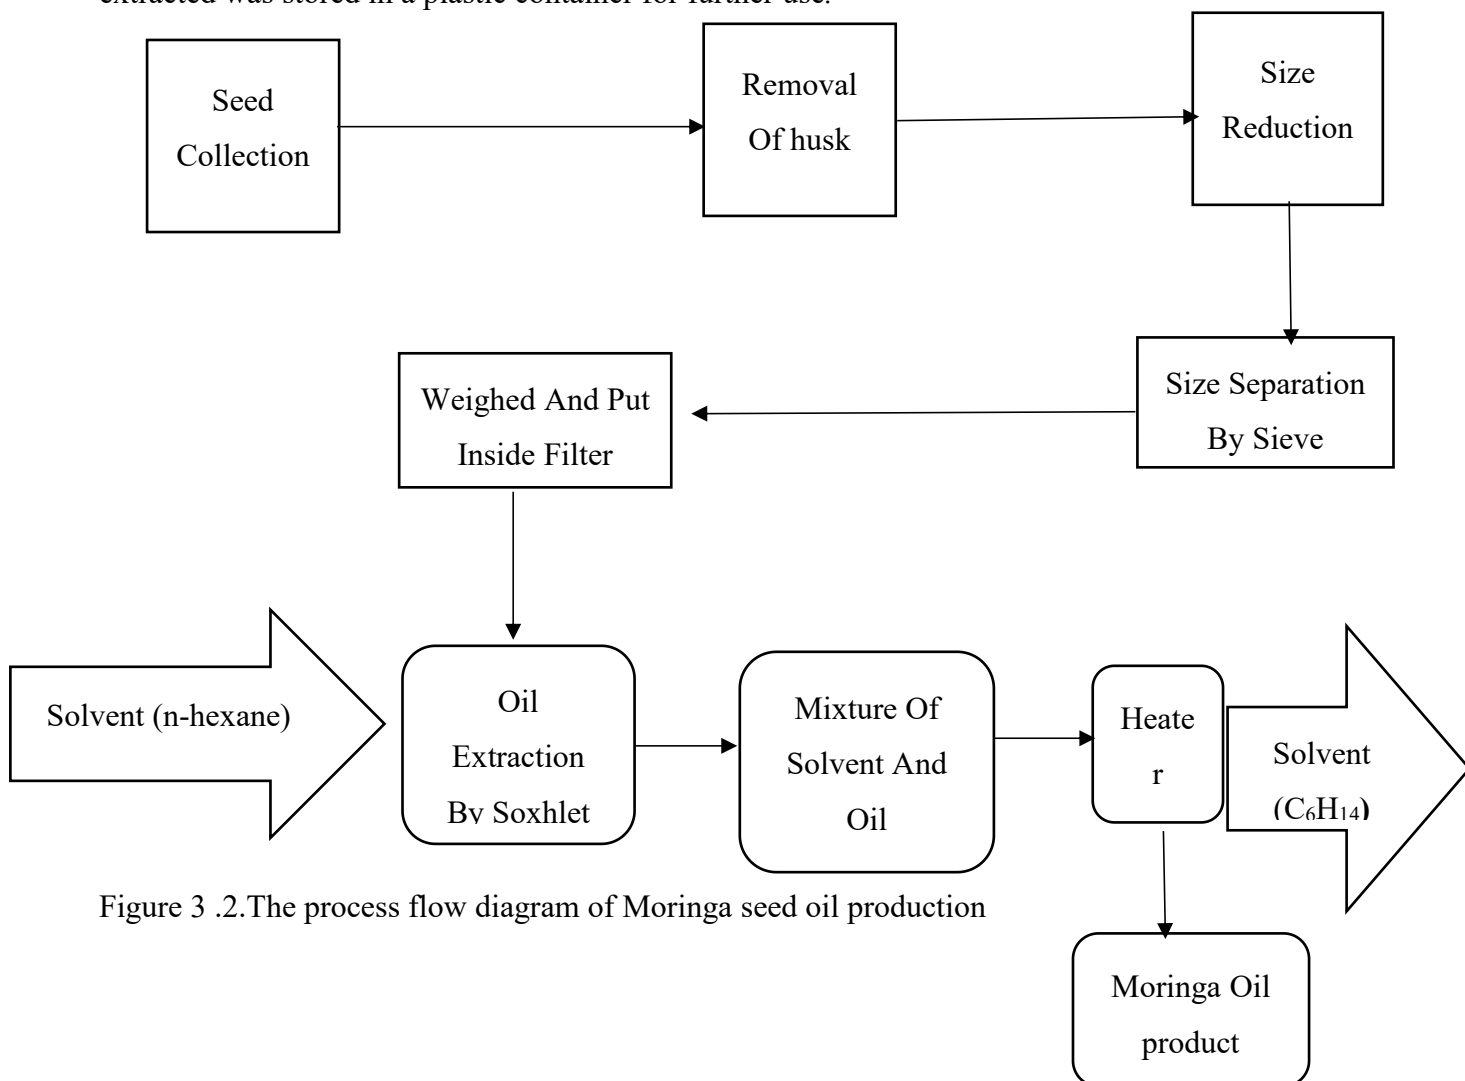 extracted was stored in a plastic container for further use.
Seed
Collection
Removal
Of husk
Size
Reduction
Size Separation
By Sieve
Weighed And Put
Inside Filter
Solvent (n-hexane)
Oil
Extraction
By Soxhlet
Mixture Of
Solvent And
Oil
Heate
r
Solvent
(C₆H₁₄)
Figure 3 .2.The process flow diagram of Moringa seed oil production
Moringa Oil
product